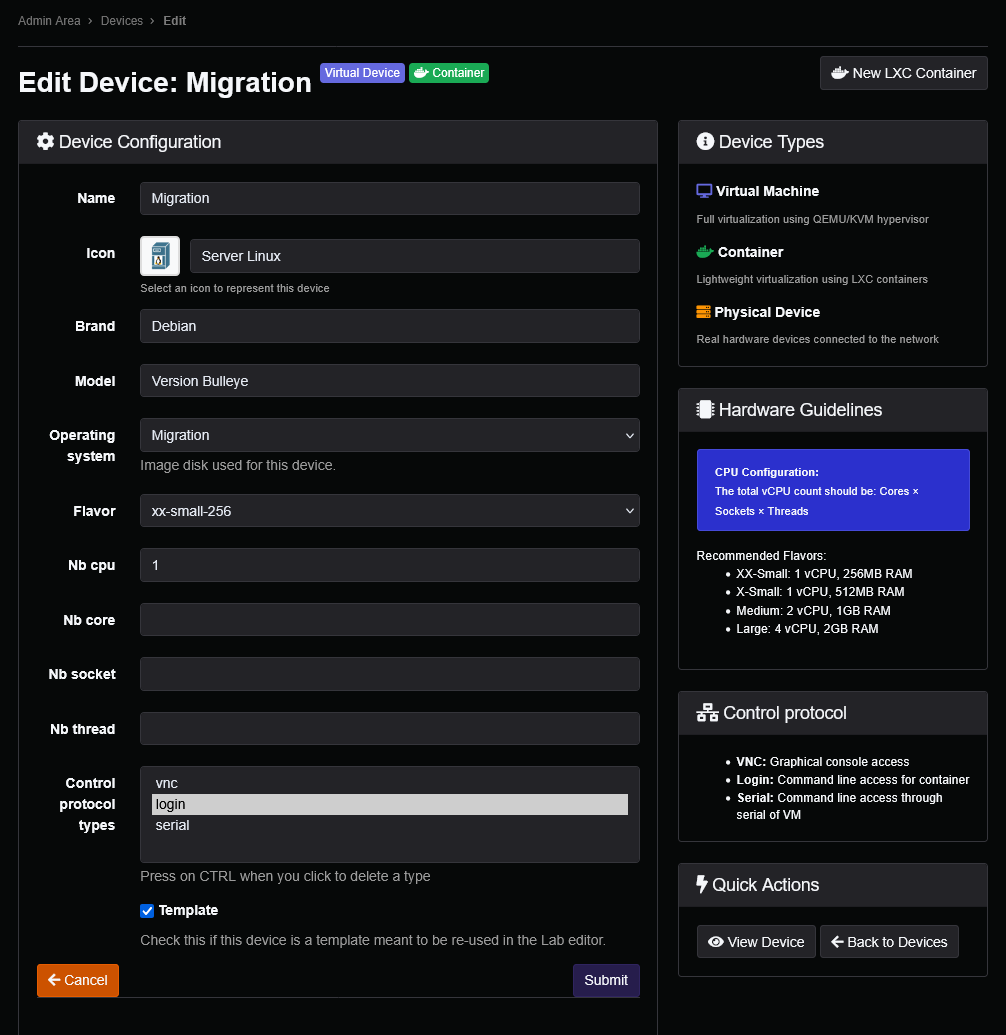 Admin Area › Devices › Edit
Edit Device: Migration Virtual Device Container
New LXC Container
Device Configuration
Name Migration
Icon Server Linux
Select an icon to represent this device
Brand Debian
Model Version Bulleye
Operating system Migration
Image disk used for this device.
Flavor xx-small-256
Nb cpu 1
Nb core
Nb socket
Nb thread
Control protocol types
vnc
login
serial
Press on CTRL when you click to delete a type
Template
Check this if this device is a template meant to be re-used in the Lab editor.
Cancel
Submit
Device Types
Virtual Machine
Full virtualization using QEMU/KVM hypervisor
Container
Lightweight virtualization using LXC containers
Physical Device
Real hardware devices connected to the network
Hardware Guidelines
CPU Configuration:
The total vCPU count should be: Cores ×
Sockets × Threads
Recommended Flavors:
• XX-Small: 1 vCPU, 256MB RAM
• X-Small: 1 vCPU, 512MB RAM
• Medium: 2 vCPU, 1GB RAM
• Large: 4 vCPU, 2GB RAM
Control protocol
• VNC: Graphical console access
• Login: Command line access for container
• Serial: Command line access through
serial of VM
Quick Actions
View Device
Back to Devices